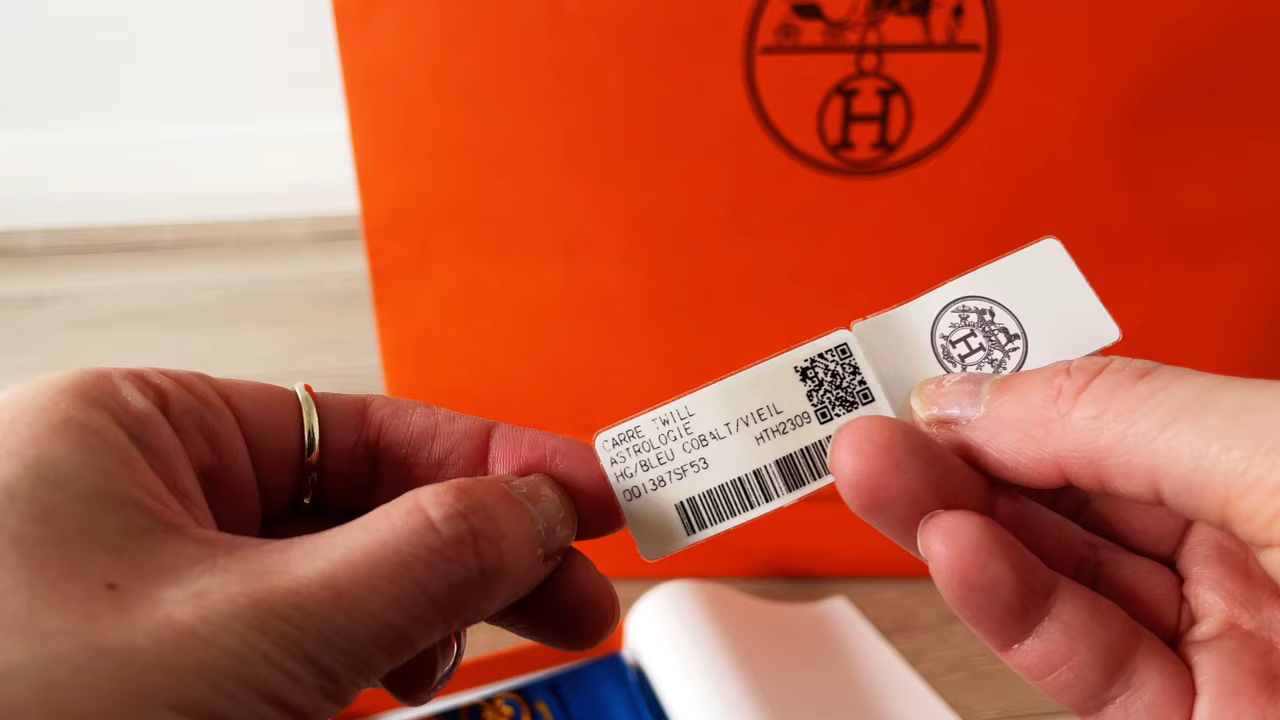 H
H
CARRE TWILL
ASTROLOGIE
HG/BLEU COBALT/VIEIL
001387SF53 HTH2309